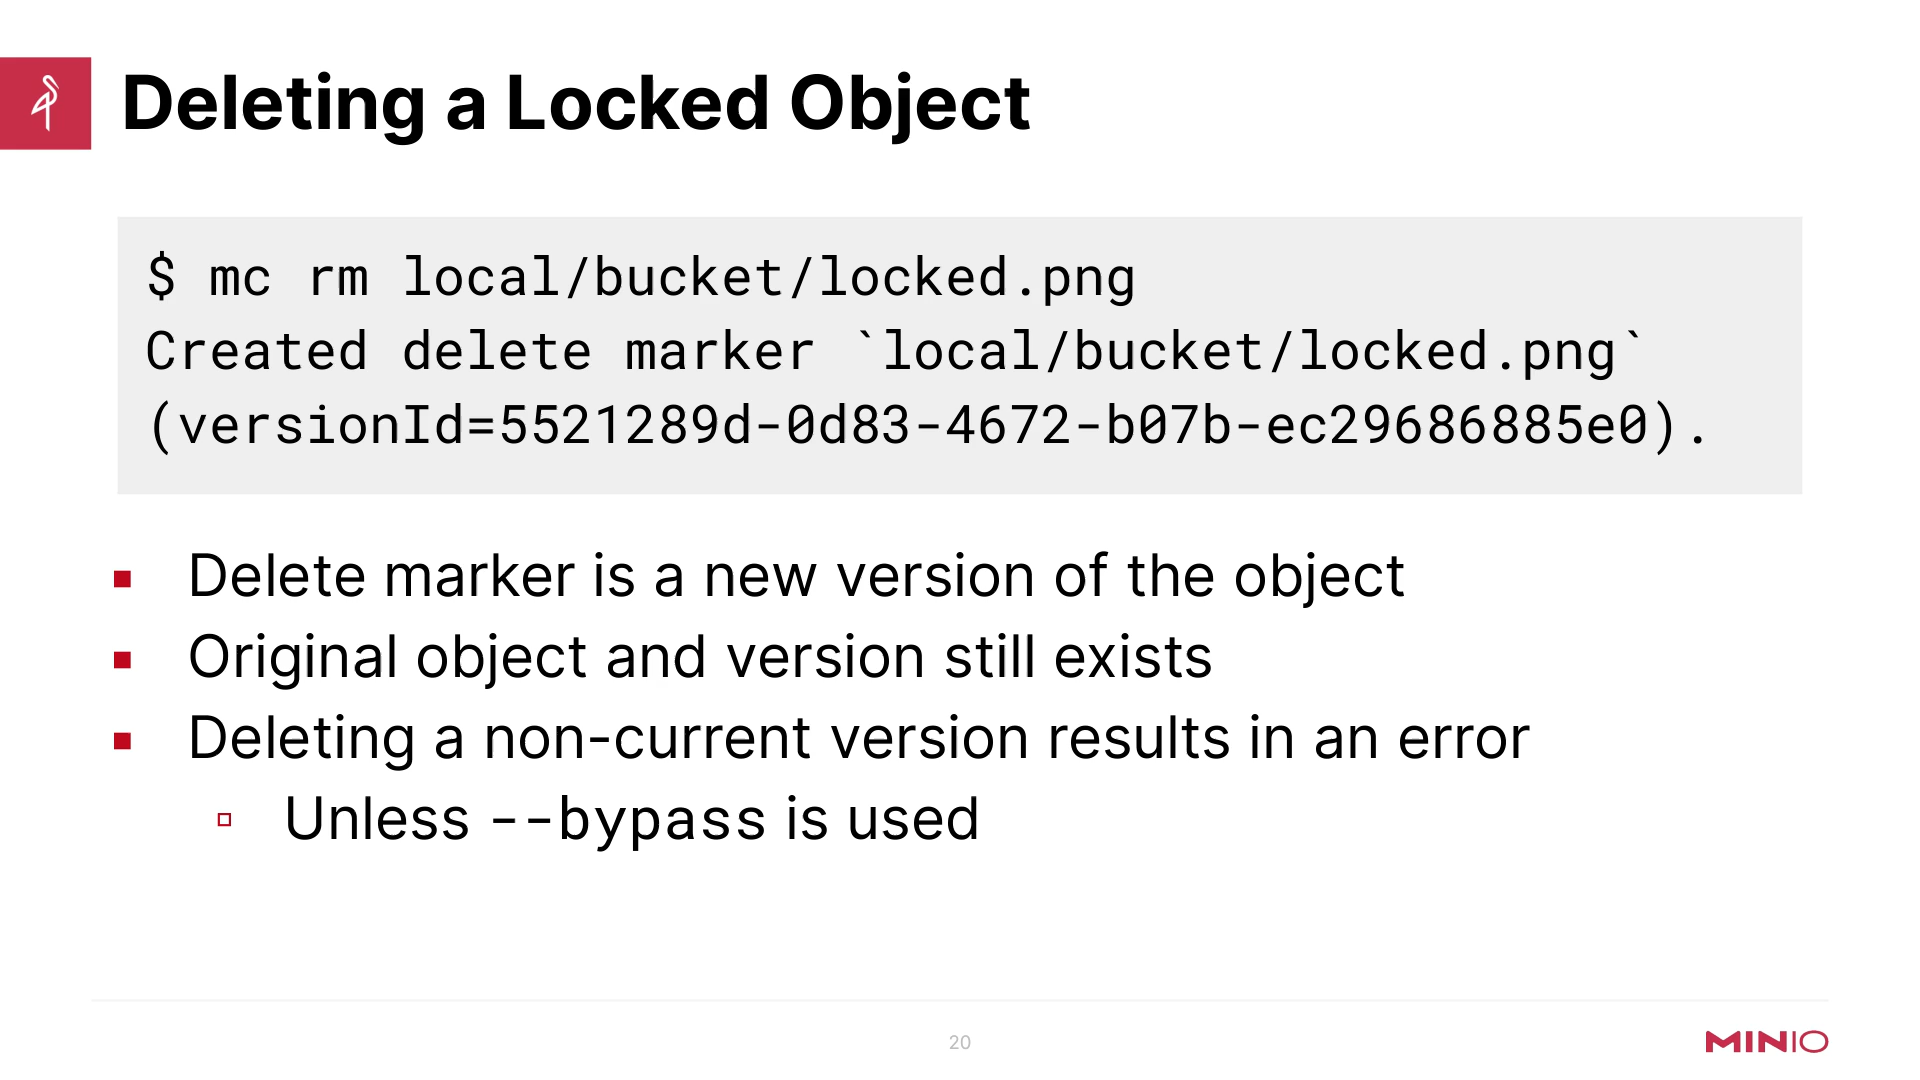 Deleting a Locked Object
$ mc rm local/bucket/locked.png
Created delete marker `local/bucket/locked.png`
(versionId=5521289d-0d83-4672-b07b-ec29686885e0).
Delete marker is a new version of the object
Original object and version still exists
Deleting a non-current version results in an error
Unless --bypass is used
20
MINIO